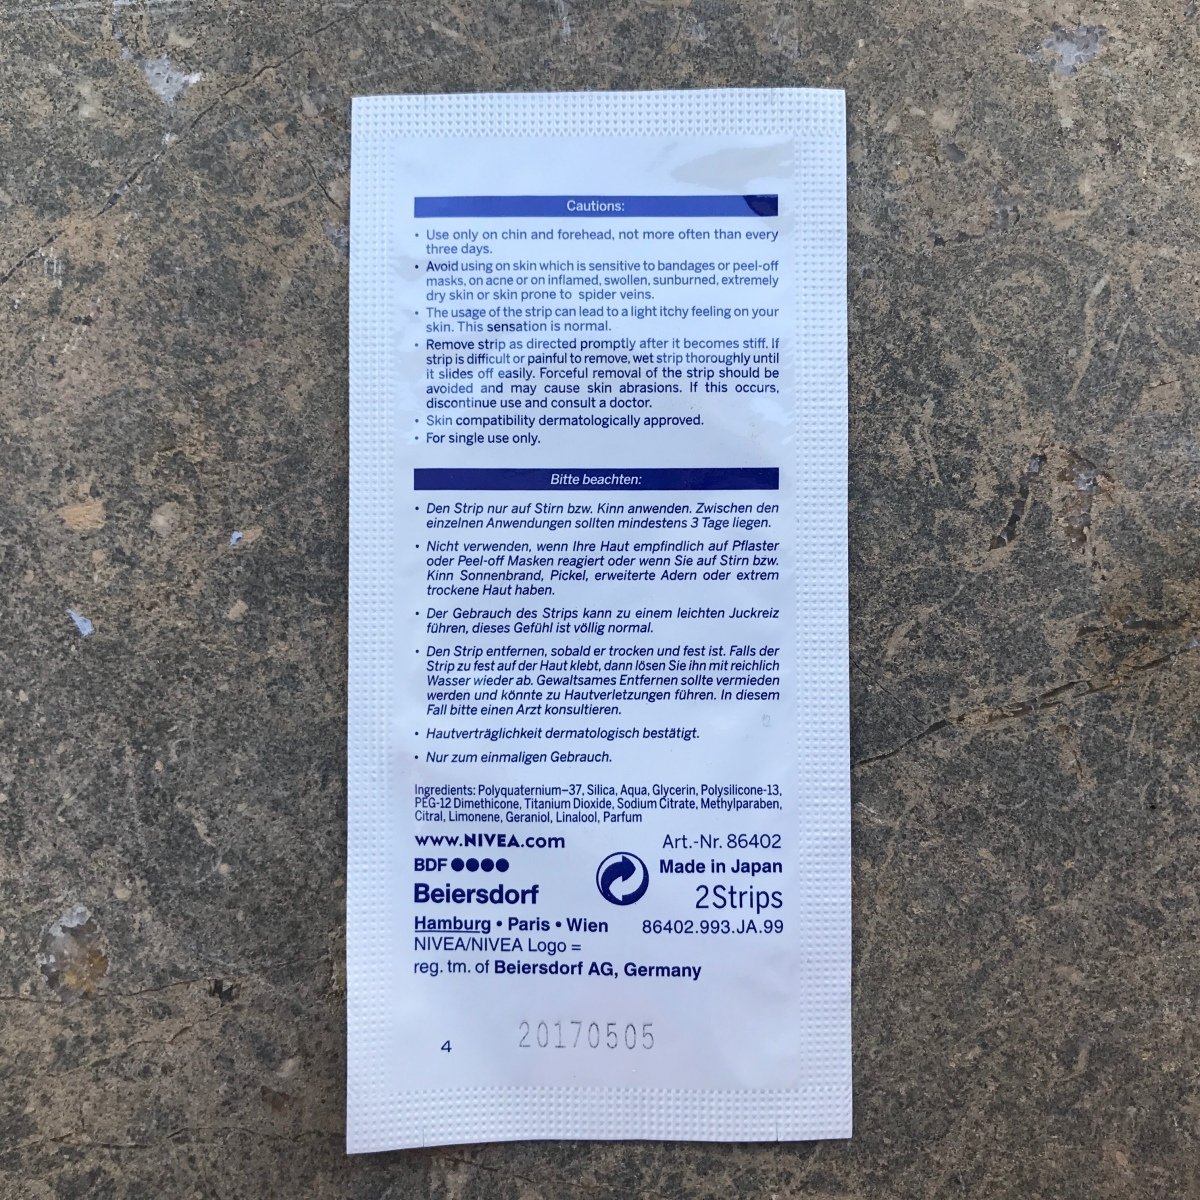 Cautions:
• Use only on chin and forehead, not more often than every
three days.
• Avoid using on skin which is sensitive to bandages or peel-off
masks, on acne or on inflamed, swollen, sunburned, extremely
dry skin or skin prone to spider veins.
• The usage of the strip can lead to a light itchy feeling on your
skin. This sensation is normal.
• Remove strip as directed promptly after it becomes stiff. If
strip is difficult or painful to remove, wet strip thoroughly until
it slides off easily. Forceful removal of the strip should be
avoided and may cause skin abrasions. If this occurs,
discontinue use and consult a doctor.
• Skin compatibility dermatologically approved.
• For single use only.
Bitte beachten:
• Den Strip nur auf Stirn bzw. Kinn anwenden. Zwischen den
einzelnen Anwendungen sollten mindestens 3 Tage liegen.
• Nicht verwenden, wenn Ihre Haut empfindlich auf Pflaster
oder Peel-off Masken reagiert oder wenn Sie auf Stirn bzw.
Kinn Sonnenbrand, Pickel, erweiterte Adern oder extrem
trockene Haut haben.
• Der Gebrauch des Strips kann zu einem leichten Juckreiz
führen, dieses Gefühl ist völlig normal.
• Den Strip entfernen, sobald er trocken und fest ist. Falls der
Strip zu fest auf der Haut klebt, dann lösen Sie ihn mit reichlich
Wasser wieder ab. Gewaltsames Entfernen sollte vermieden
werden und könnte zu Hautverletzungen führen. In diesem
Fall bitte einen Arzt konsultieren.
• Hautverträglichkeit dermatologisch bestätigt.
• Nur zum einmaligen Gebrauch.
Ingredients: Polyquaternium–37, Silica, Aqua, Glycerin, Polysilicone-13,
PEG-12 Dimethicone, Titanium Dioxide, Sodium Citrate, Methylparaben,
Citral, Limonene, Geraniol, Linalool, Parfum
www.NIVEA.com Art.-Nr. 86402
BDF ●●●● Made in Japan
Beiersdorf 2Strips
Hamburg • Paris • Wien 86402.993.JA.99
NIVEA/NIVEA Logo =
reg. tm. of Beiersdorf AG, Germany
4 20170505